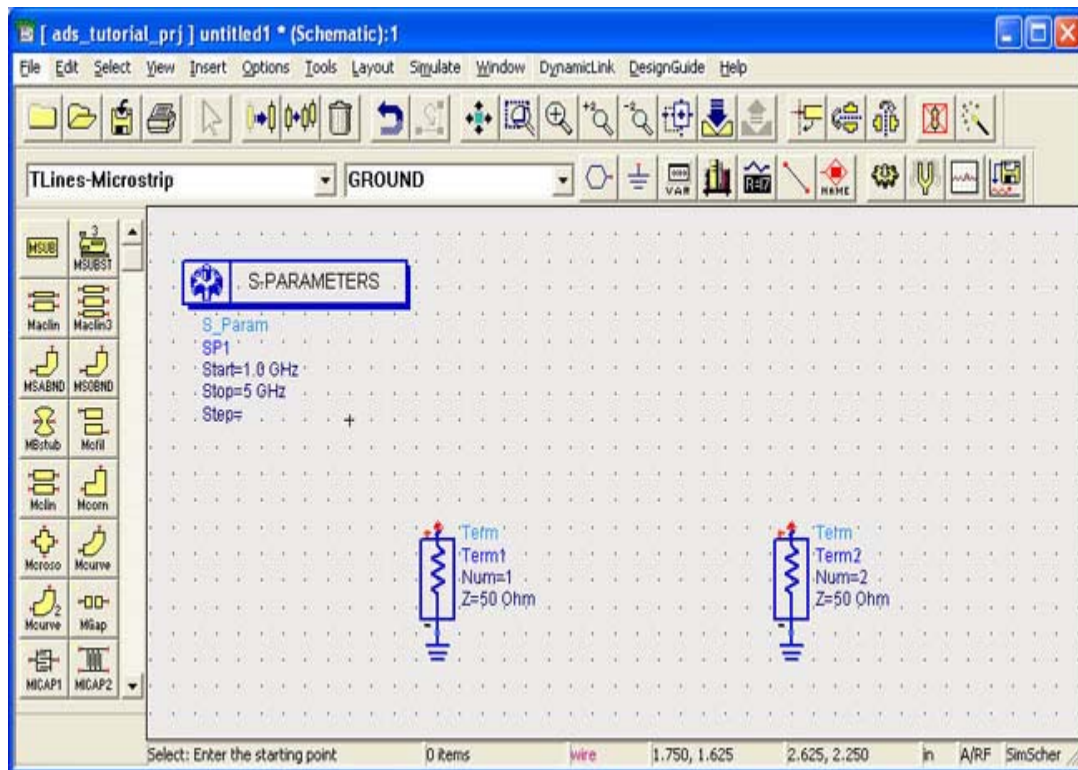 [ ads_tutorial_prj ] untitled1 * (Schematic):1
File Edit Select View Insert Options Tools Layout Simulate Window DynamicLink DesignGuide Help
TLines-Microstrip GROUND
VAR
R=?
NAME
MSUB
3
MSUBST
Maclin Maclin3
MSABND MSOBND
MBstub Mcfil
Mclin Mcorn
Mcroso Mcurve
2
Mcurve MGap
MICAP1 MICAP2
S-PARAMETERS
S_Param
SP1
Start=1.0 GHz
Stop=5 GHz
Step=
Term
Term1
Num=1
Z=50 Ohm
Term
Term2
Num=2
Z=50 Ohm
Select: Enter the starting point 0 items wire 1.750, 1.625 2.625, 2.250 in A/RF SimScher